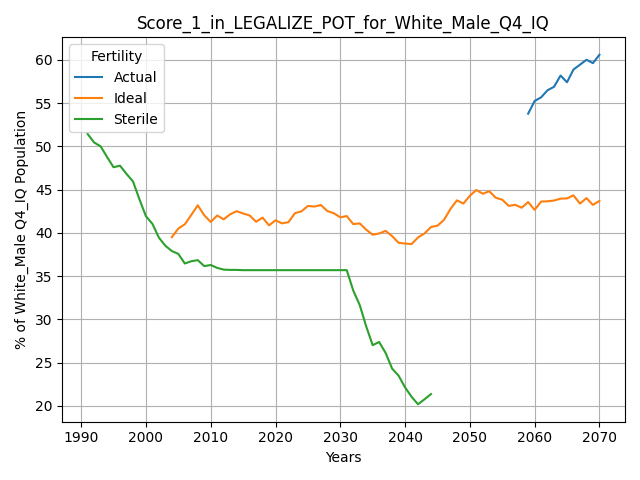 Score_1_in_LEGALIZE_POT_for_White_Male_Q4_IQ
% of White_Male Q4_IQ Population
60
55
50
45
40
35
30
25
20
Fertility
Actual
Ideal
Sterile
1990 2000 2010 2020 2030 2040 2050 2060 2070
Years